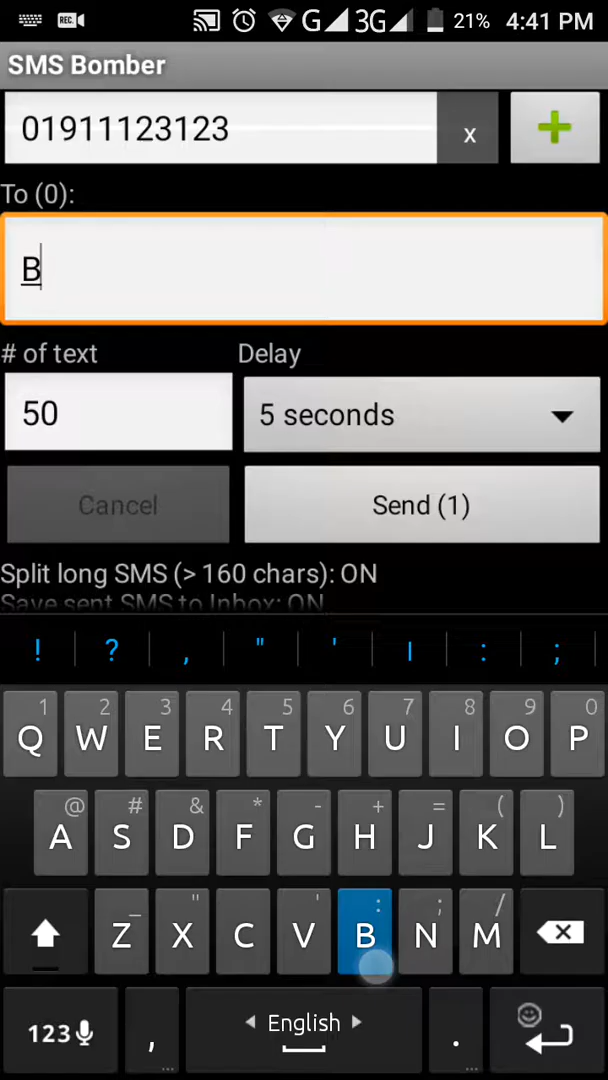 REC G 3G 21% 4:41 PM
SMS Bomber
01911123123 x
To (0):
B
# of text Delay
50 5 seconds
Cancel Send (1)
Split long SMS (> 160 chars): ON
Save sent SMS to Inbox: ON
! ? , " ' । : ;
1 2 3 4 5 6 7 8 9 0
Q W E R T Y U I O P
@ # & * - + = ( )
A S D F G H J K L
_ " ' : ; /
Z X C V B N M
123 , English .
... ...